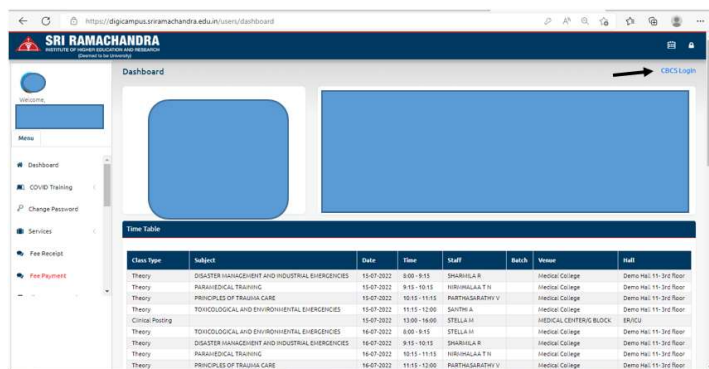 https://digicampus.sriramachandra.edu.in/users/dashboard
SRI RAMACHANDRA
INSTITUTE OF HIGHER EDUCATION AND RESEARCH
(Deemed to be University)
Dashboard
CBCS Login
Welcome,
Menu
Dashboard
COVID Training
Change Password
Services
Fee Receipt
Fee Payment
Time Table
Class Type Subject Date Time Staff Batch Venue Hall
Theory DISASTER MANAGEMENT AND INDUSTRIAL EMERGENCIES 15-07-2022 8:00 - 9:15 SHARMILA R Medical College Demo Hall 11- 3rd floor
Theory PARAMEDICAL TRAINING 15-07-2022 9:15 - 10:15 NIRMHALAA T N Medical College Demo Hall 11- 3rd floor
Theory PRINCIPLES OF TRAUMA CARE 15-07-2022 10:15 - 11:15 PARTHASARATHY V Medical College Demo Hall 11- 3rd floor
Theory TOXICOLOGICAL AND ENVIRONMENTAL EMERGENCIES 15-07-2022 11:15 - 12:00 SANTHI A Medical College Demo Hall 11- 3rd floor
Clinical Posting 15-07-2022 13:00 - 16:00 STELLA M MEDICAL CENTER/G BLOCK ER/ICU
Theory TOXICOLOGICAL AND ENVIRONMENTAL EMERGENCIES 16-07-2022 8:00 - 9:15 STELLA M Medical College Demo Hall 11- 3rd floor
Theory DISASTER MANAGEMENT AND INDUSTRIAL EMERGENCIES 16-07-2022 9:15 - 10:15 SHARMILA R Medical College Demo Hall 11- 3rd floor
Theory PARAMEDICAL TRAINING 16-07-2022 10:15 - 11:15 NIRMHALAA T N Medical College Demo Hall 11- 3rd floor
Theory PRINCIPLES OF TRAUMA CARE 16-07-2022 11:15 - 12:00 PARTHASARATHY V Medical College Demo Hall 11- 3rd floor